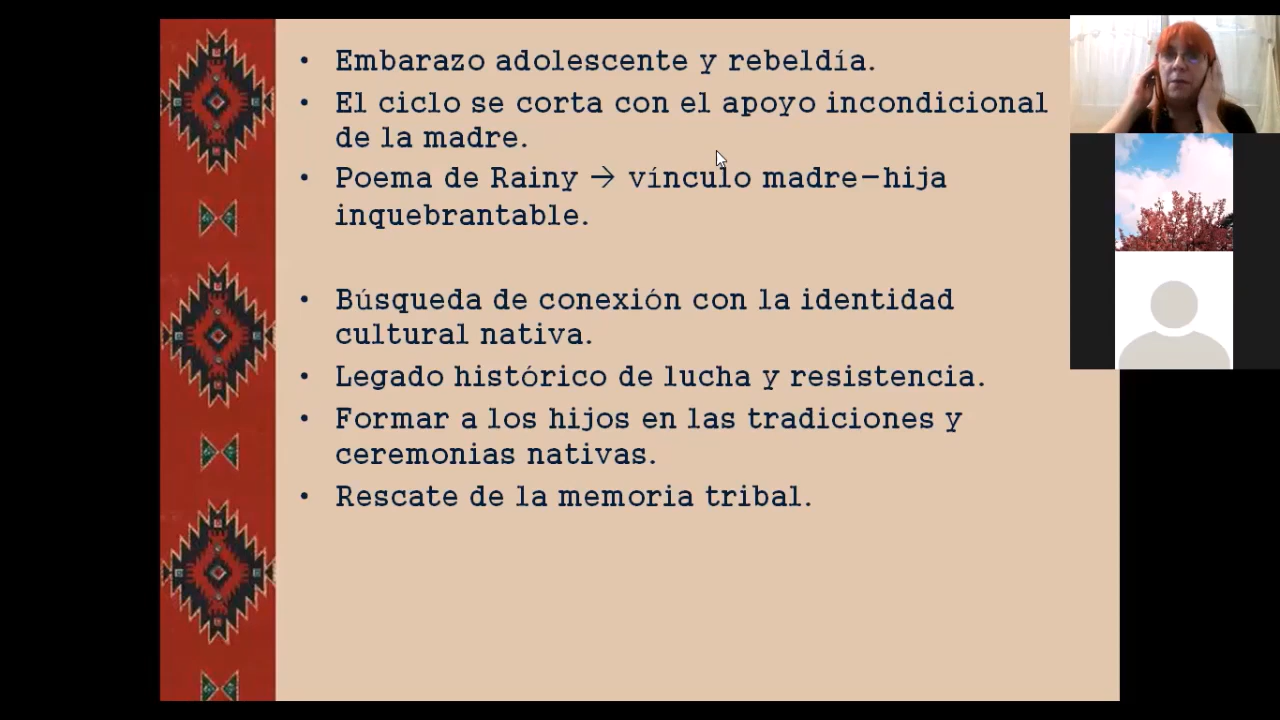 • Embarazo adolescente y rebeldía.
• El ciclo se corta con el apoyo incondicional
de la madre.
• Poema de Rainy → vínculo madre-hija
inquebrantable.
• Búsqueda de conexión con la identidad
cultural nativa.
• Legado histórico de lucha y resistencia.
• Formar a los hijos en las tradiciones y
ceremonias nativas.
• Rescate de la memoria tribal.